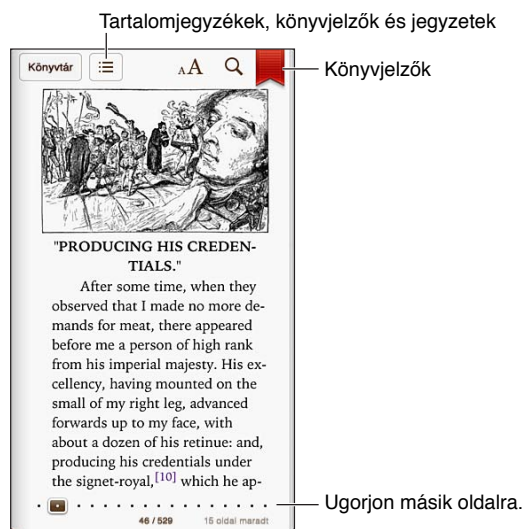 Tartalomjegyzékek, könyvjelzők és jegyzetek
Könyvtár
AA
Könyvjelzők
"PRODUCING HIS CREDEN-
TIALS."
After some time, when they
observed that I made no more de-
mands for meat, there appeared
before me a person of high rank
from his imperial majesty. His ex-
cellency, having mounted on the
small of my right leg, advanced
forwards up to my face, with
about a dozen of his retinue: and,
producing his credentials under
the signet-royal,[10] which he ap-
Ugorjon másik oldalra.
46 / 529
15 oldal maradt